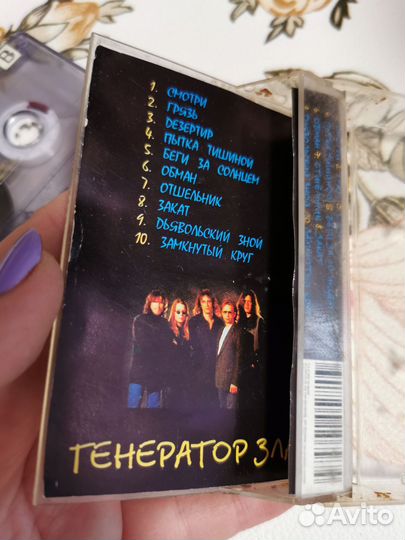 B
1. СМОТРИ
2. ГРЯЗЬ
3. ДЕЗЕРТИР
4. ПЫТКА ТИШИНОЙ
5. БЕГИ ЗА СОЛНЦЕМ
6. ОБМАН
7. ОТШЕЛЬНИК
8. ЗАКАТ
9. ДЬЯВОЛЬСКИЙ ЗНОЙ
10. ЗАМКНУТЫЙ КРУГ
ГЕНЕРАТОР ЗЛА
Avito